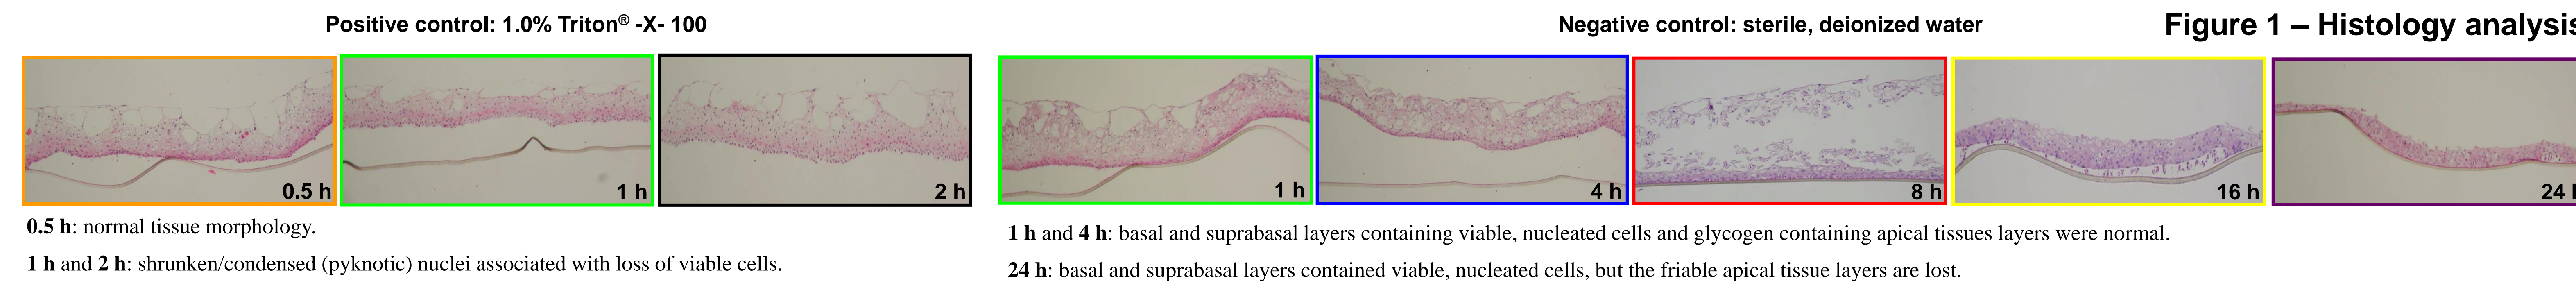 Positive control: 1.0% Triton® -X- 100
Negative control: sterile, deionized water
Figure 1 – Histology analysis
0.5 h
1 h
2 h
1 h
4 h
8 h
16 h
24 h
0.5 h: normal tissue morphology.
1 h and 2 h: shrunken/condensed (pyknotic) nuclei associated with loss of viable cells.
1 h and 4 h: basal and suprabasal layers containing viable, nucleated cells and glycogen containing apical tissues layers were normal.
24 h: basal and suprabasal layers contained viable, nucleated cells, but the friable apical tissue layers are lost.